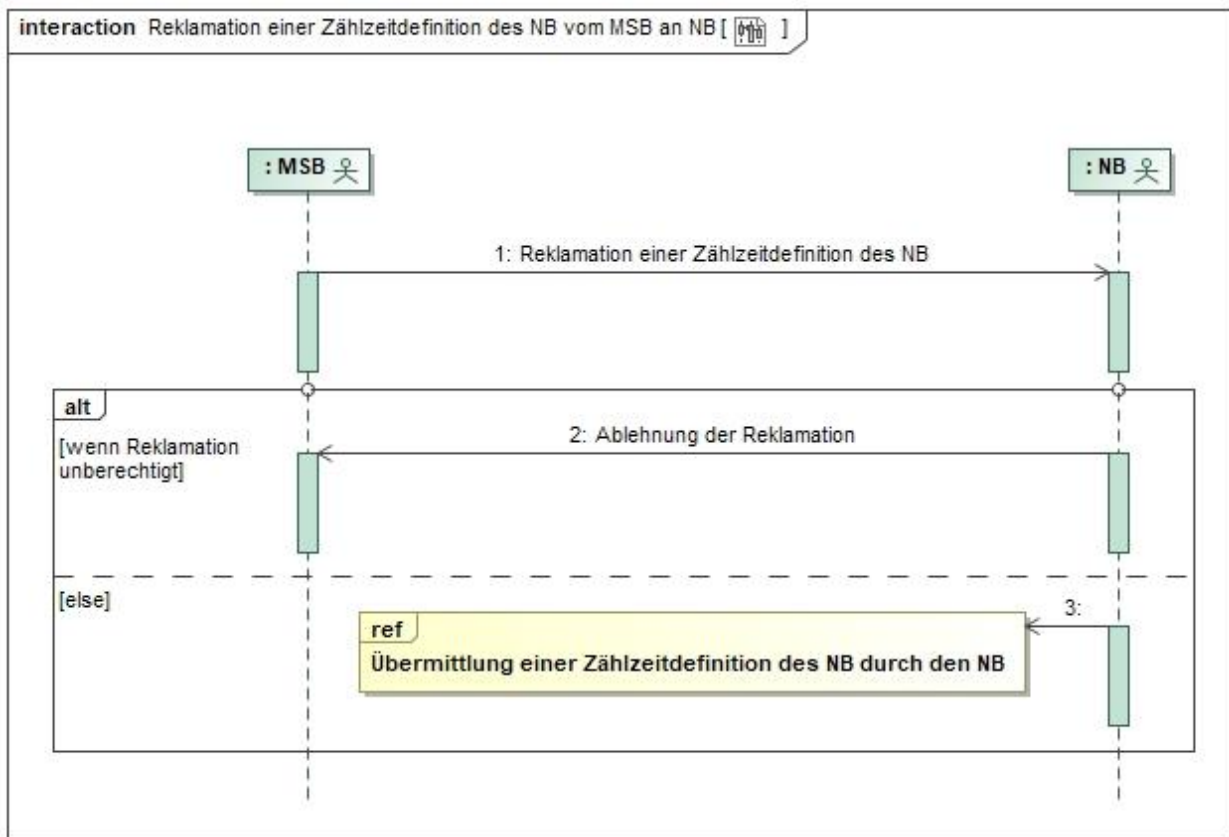 interaction Reklamation einer Zählzeitdefinition des NB vom MSB an NB [ ]
: MSB
: NB
1: Reklamation einer Zählzeitdefinition des NB
alt
[wenn Reklamation
unberechtigt]
2: Ablehnung der Reklamation
[else]
3:
ref
Übermittlung einer Zählzeitdefinition des NB durch den NB